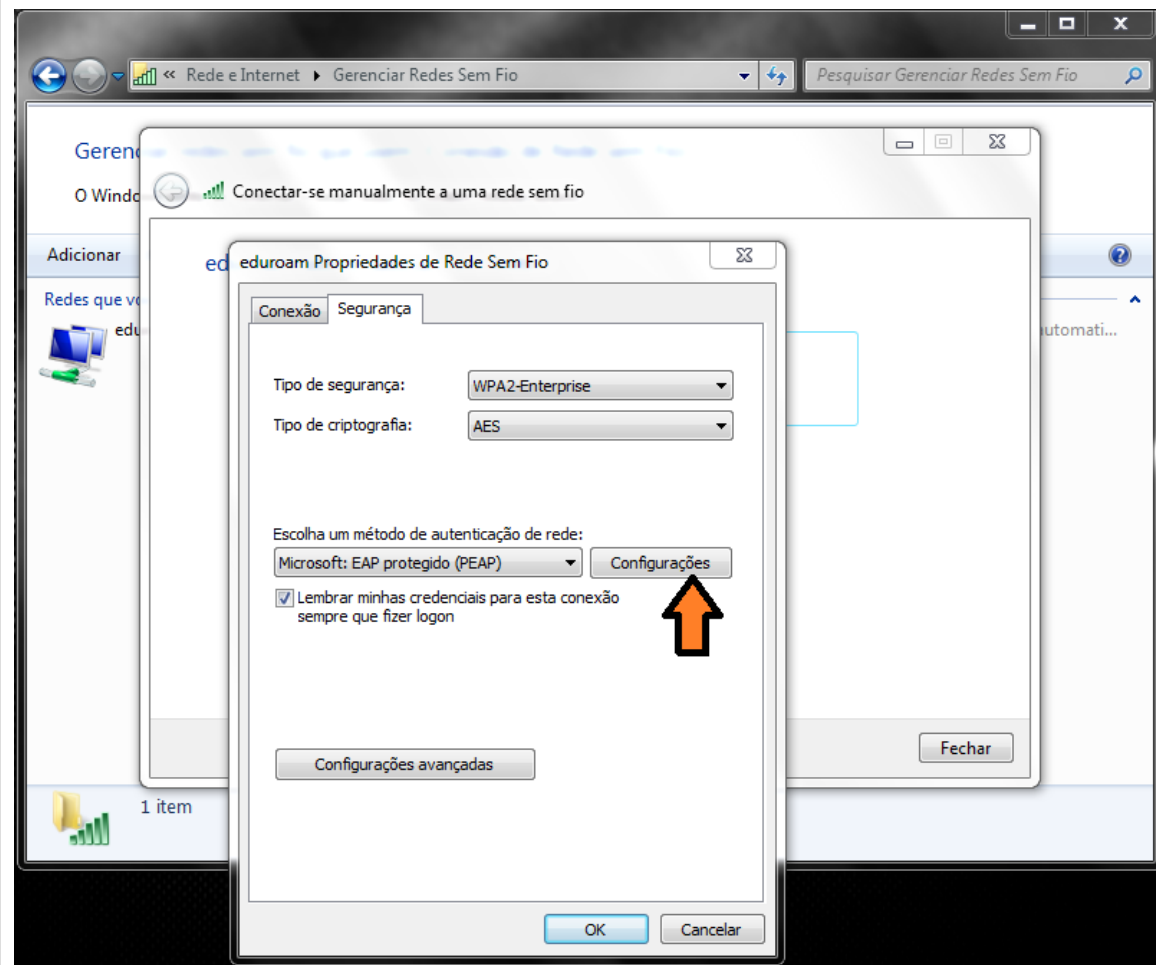 « Rede e Internet Gerenciar Redes Sem Fio
Pesquisar Gerenciar Redes Sem Fio
Geren
O Windo
Conectar-se manualmente a uma rede sem fio
Adicionar
ed
eduroam Propriedades de Rede Sem Fio
Redes que vo
edu
utomati...
Conexão
Segurança
Tipo de segurança:
WPA2-Enterprise
Tipo de criptografia:
AES
Escolha um método de autenticação de rede:
Microsoft: EAP protegido (PEAP)
Configurações
Lembrar minhas credenciais para esta conexão
sempre que fizer logon
Configurações avançadas
Fechar
1 item
OK
Cancelar